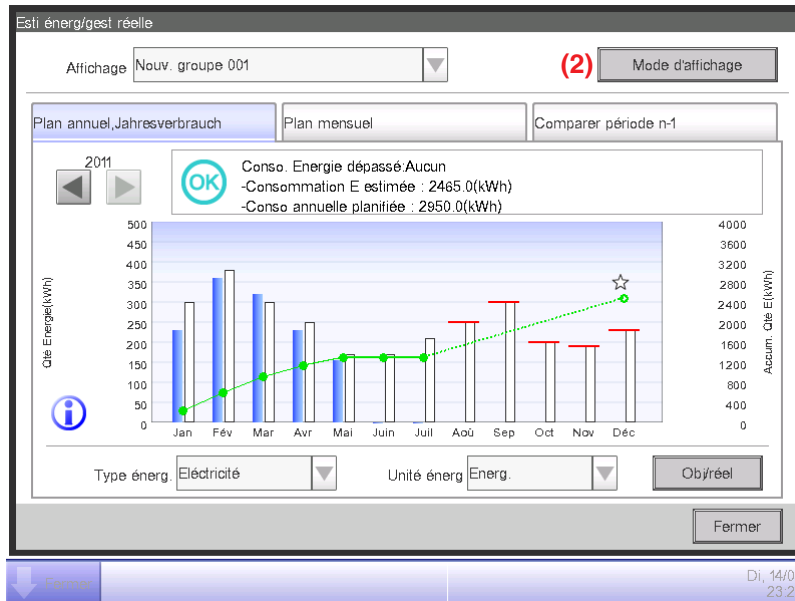 Esti énerg/gest réelle
Affichage Nouv. groupe 001 (2) Mode d'affichage
Plan annuel,Jahresverbrauch Plan mensuel Comparer période n-1
2011
OK
Conso. Energie dépassé:Aucun
-Consommation E estimée : 2465.0(kWh)
-Conso annuelle planifiée : 2950.0(kWh)
Qté Energie(kWh)
500
450
400
350
300
250
200
150
100
50
0
4000
3600
3200
2800
2400
2000
1600
1200
800
400
0
Accum. Qté E(kWh)
Jan Fév Mar Avr Mai Juin Juil Aoù Sep Oct Nov Déc
Type énerg. Eléctricité Unité énerg Energ. Obj/réel
Fermer
Fermer
Di, 14/0
23:2